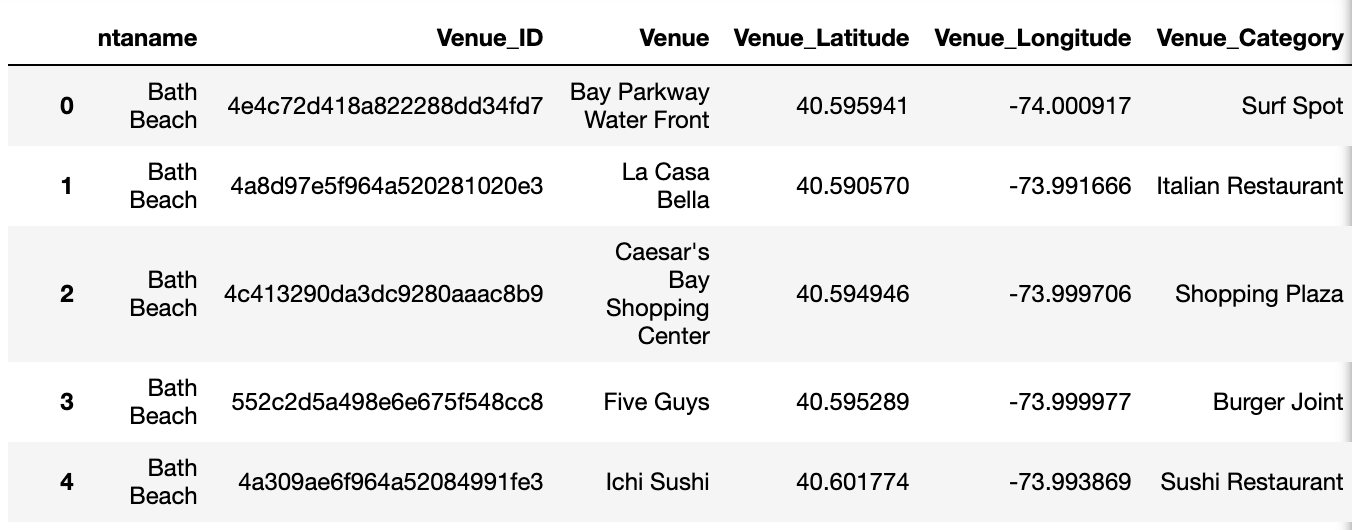 ntaname Venue_ID Venue Venue_Latitude Venue_Longitude Venue_Category
0 Bath Beach 4e4c72d418a822288dd34fd7 Bay Parkway Water Front 40.595941 -74.000917 Surf Spot
1 Bath Beach 4a8d97e5f964a520281020e3 La Casa Bella 40.590570 -73.991666 Italian Restaurant
2 Bath Beach 4c413290da3dc9280aaac8b9 Caesar's Bay Shopping Center 40.594946 -73.999706 Shopping Plaza
3 Bath Beach 552c2d5a498e6e675f548cc8 Five Guys 40.595289 -73.999977 Burger Joint
4 Bath Beach 4a309ae6f964a52084991fe3 Ichi Sushi 40.601774 -73.993869 Sushi Restaurant